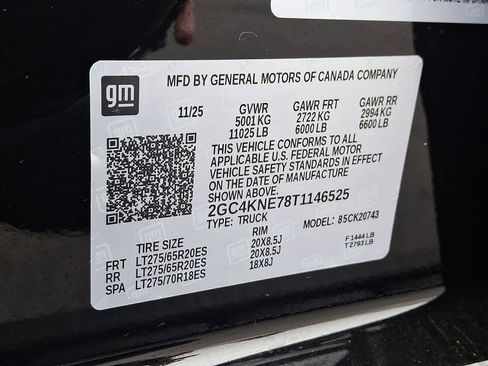 gm
MFD BY GENERAL MOTORS OF CANADA COMPANY
11/25 GVWR GAWR FRT GAWR RR
5001 KG 2722 KG 2994 KG
11025 LB 6000 LB 6600 LB
THIS VEHICLE CONFORMS TO ALL
APPLICABLE U.S. FEDERAL MOTOR
VEHICLE SAFETY STANDARDS IN EFFECT
ON THE DATE OF MANUFACTURE
SHOWN ABOVE.
2GC4KNE78T1146525
TYPE: TRUCK MODEL: 85CK20743
TIRE SIZE RIM
FRT LT275/65R20ES 20X8.5J F 1444 LB
RR LT275/65R20ES 20X8.5J T 2793 LB
SPA LT275/70R18ES 18X8J